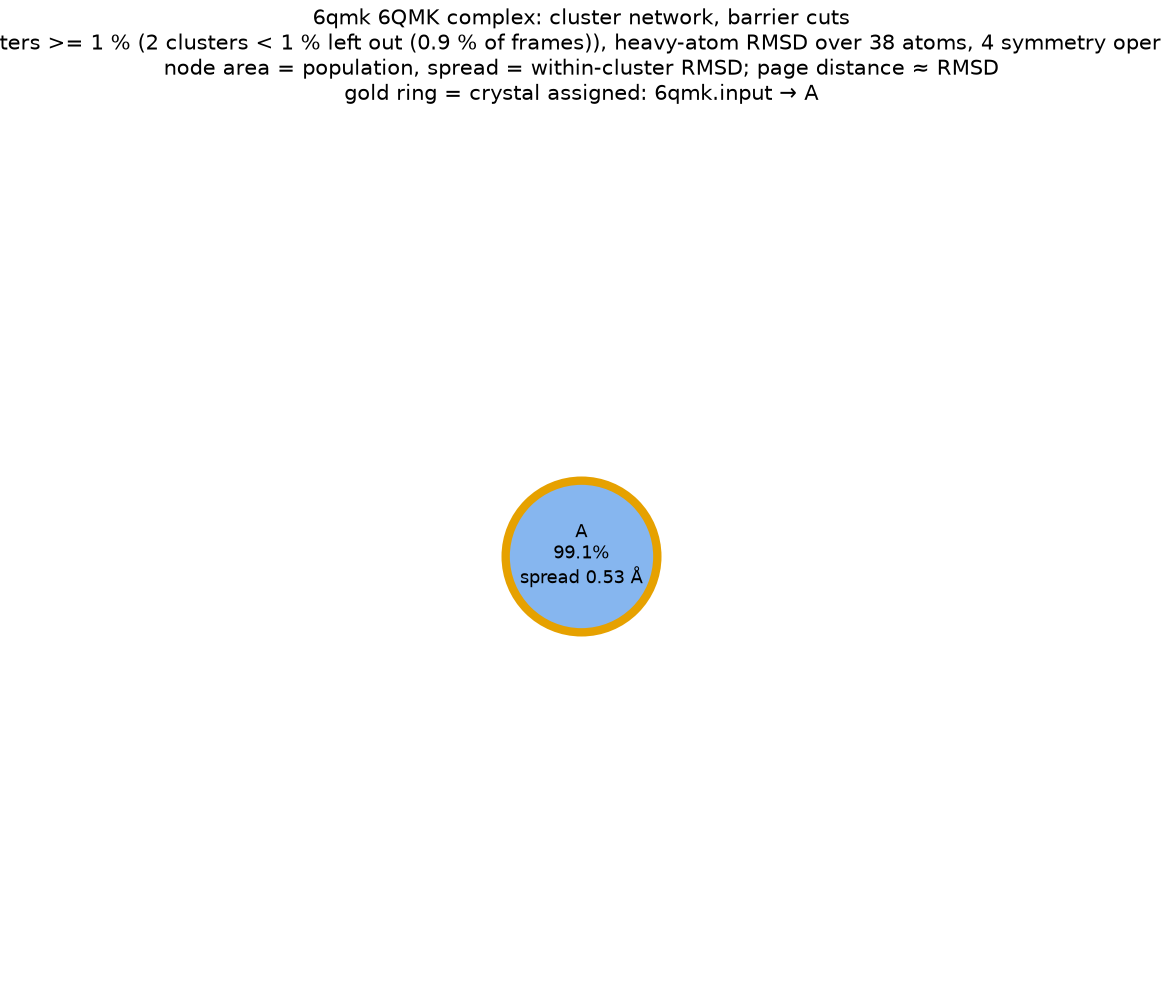 6qmk 6QMK complex: cluster network, barrier cuts
ters >= 1 % (2 clusters < 1 % left out (0.9 % of frames)), heavy-atom RMSD over 38 atoms, 4 symmetry oper
node area = population, spread = within-cluster RMSD; page distance ≈ RMSD
gold ring = crystal assigned: 6qmk.input → A
A
99.1%
spread 0.53 Å